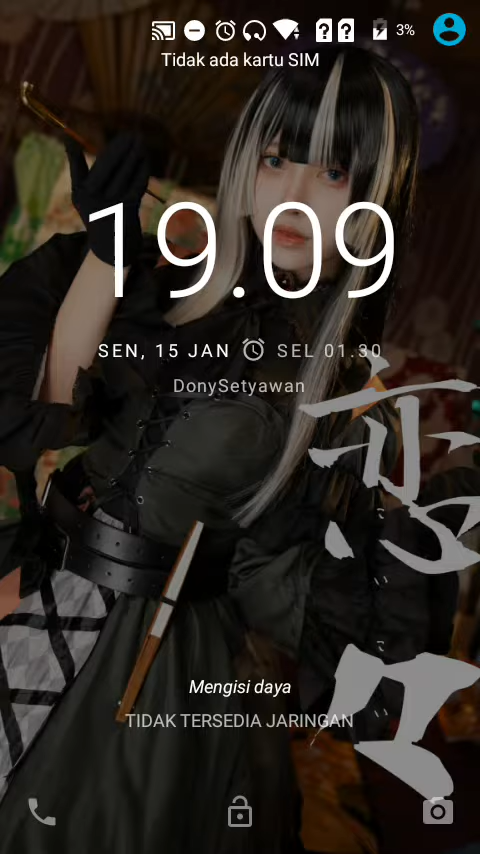 3%
Tidak ada kartu SIM
19.09
SEN, 15 JAN SEL 01.30
DonySetyawan
恋
々
Mengisi daya
TIDAK TERSEDIA JARINGAN